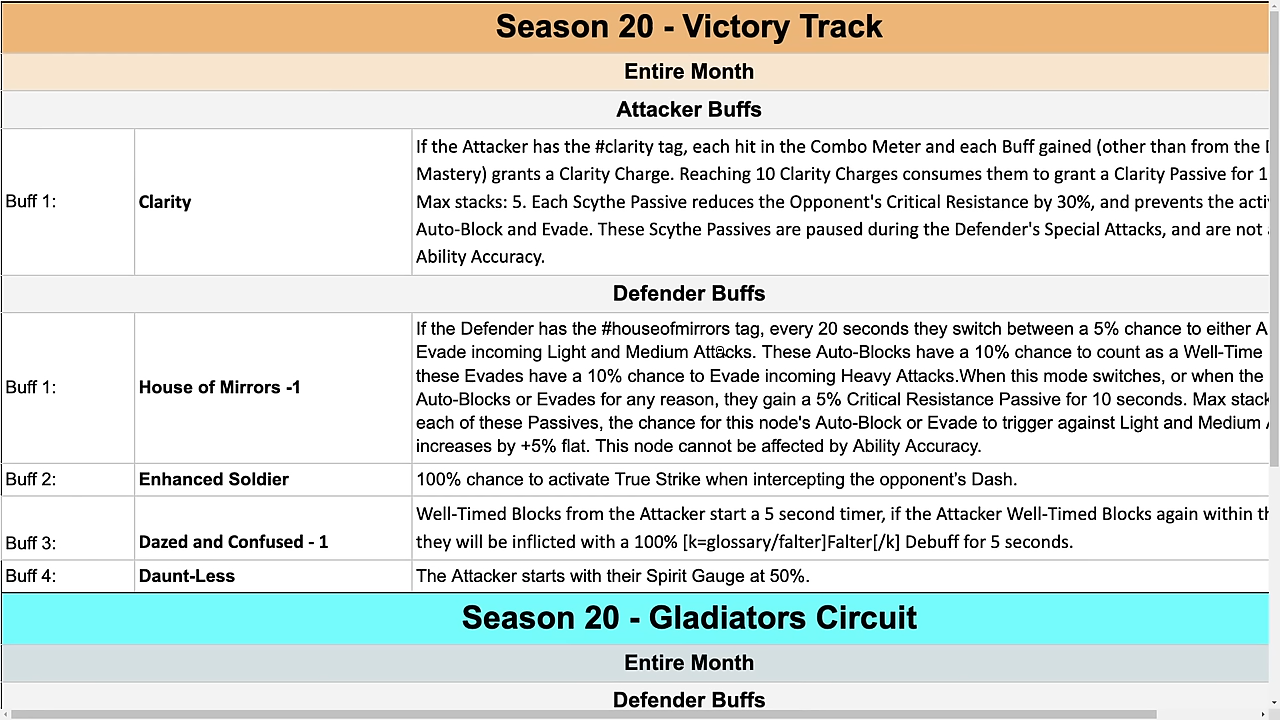 Season 20 - Victory Track
Entire Month
Attacker Buffs
Buff 1:
Clarity
If the Attacker has the #clarity tag, each hit in the Combo Meter and each Buff gained (other than from the
Mastery) grants a Clarity Charge. Reaching 10 Clarity Charges consumes them to grant a Clarity Passive for 1
Max stacks: 5. Each Scythe Passive reduces the Opponent's Critical Resistance by 30%, and prevents the acti
Auto-Block and Evade. These Scythe Passives are paused during the Defender's Special Attacks, and are not
Ability Accuracy.
Defender Buffs
Buff 1:
House of Mirrors -1
If the Defender has the #houseofmirrors tag, every 20 seconds they switch between a 5% chance to either A
Evade incoming Light and Medium Attacks. These Auto-Blocks have a 10% chance to count as a Well-Time
these Evades have a 10% chance to Evade incoming Heavy Attacks.When this mode switches, or when the
Auto-Blocks or Evades for any reason, they gain a 5% Critical Resistance Passive for 10 seconds. Max stack
each of these Passives, the chance for this node's Auto-Block or Evade to trigger against Light and Medium
increases by +5% flat. This node cannot be affected by Ability Accuracy.
Buff 2:
Enhanced Soldier
100% chance to activate True Strike when intercepting the opponent's Dash.
Buff 3:
Dazed and Confused - 1
Well-Timed Blocks from the Attacker start a 5 second timer, if the Attacker Well-Timed Blocks again within th
they will be inflicted with a 100% [k=glossary/falter]Falter[/k] Debuff for 5 seconds.
Buff 4:
Daunt-Less
The Attacker starts with their Spirit Gauge at 50%.
Season 20 - Gladiators Circuit
Entire Month
Defender Buffs